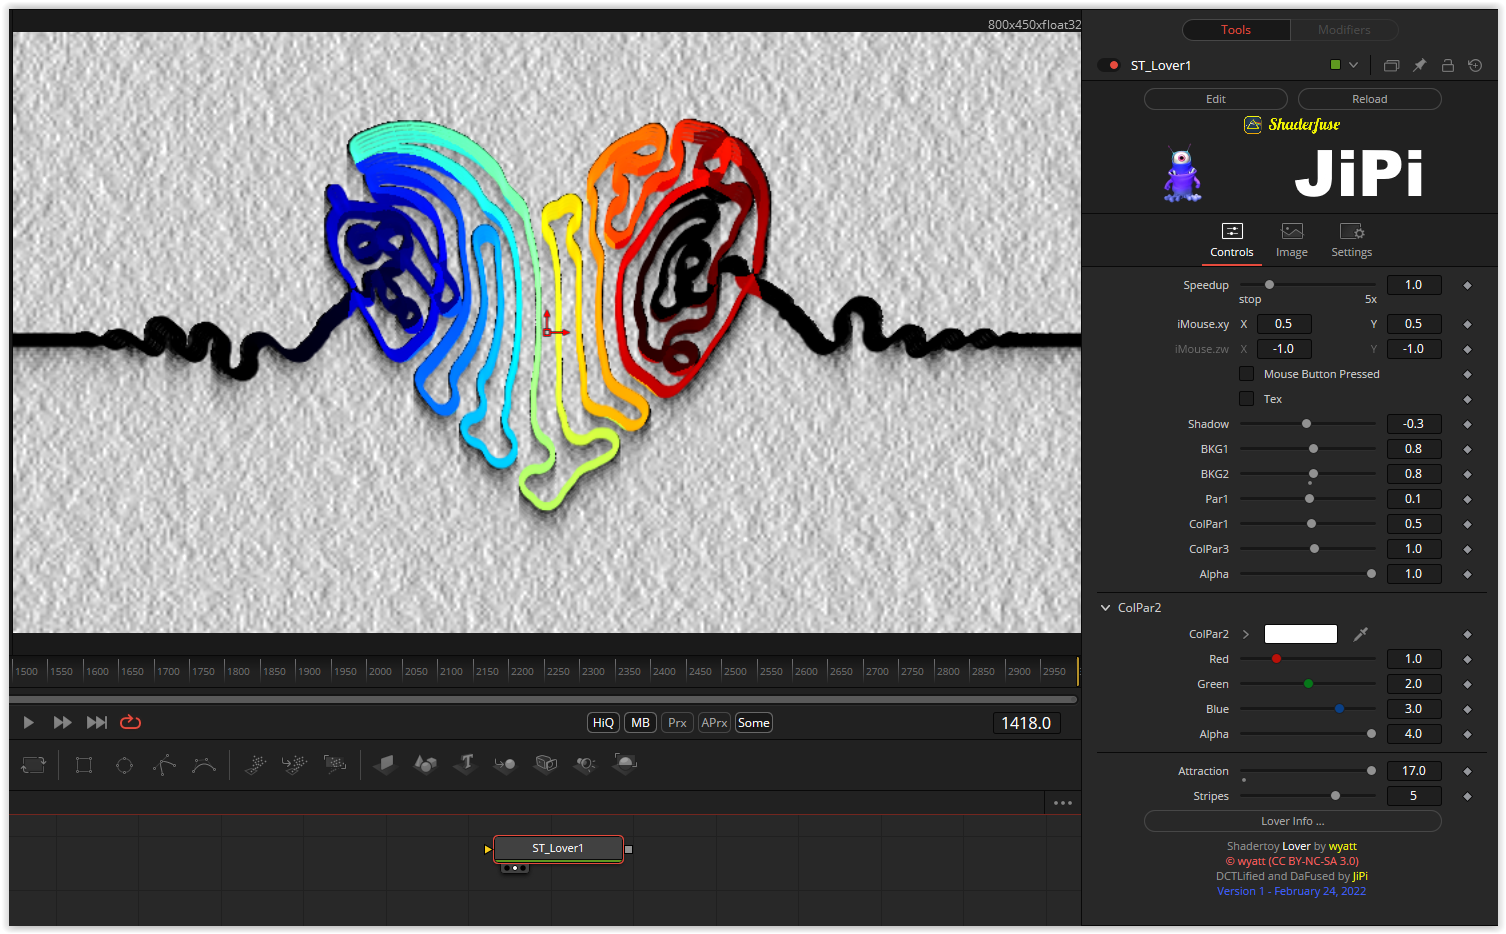 800x450xfloat32
Tools Modifiers
ST_Lover1
Edit Reload
Shaderfuse
JiPi
Controls Image Settings
Speedup 1.0
stop 5x
iMouse.xy X 0.5 Y 0.5
iMouse.zw X -1.0 Y -1.0
Mouse Button Pressed
Tex
Shadow -0.3
BKG1 0.8
BKG2 0.8
Par1 0.1
ColPar1 0.5
ColPar3 1.0
Alpha 1.0
ColPar2
ColPar2
Red 1.0
Green 2.0
Blue 3.0
Alpha 4.0
Attraction 17.0
Stripes 5
Lover Info ...
Shadertoy Lover by wyatt
© wyatt (CC BY-NC-SA 3.0)
DCTLified and DaFused by JiPi
Version 1 - February 24, 2022
1500 1550 1600 1650 1700 1750 1800 1850 1900 1950 2000 2050 2100 2150 2200 2250 2300 2350 2400 2450 2500 2550 2600 2650 2700 2750 2800 2850 2900 2950
HiQ MB Prx APrx Some 1418.0
ST_Lover1